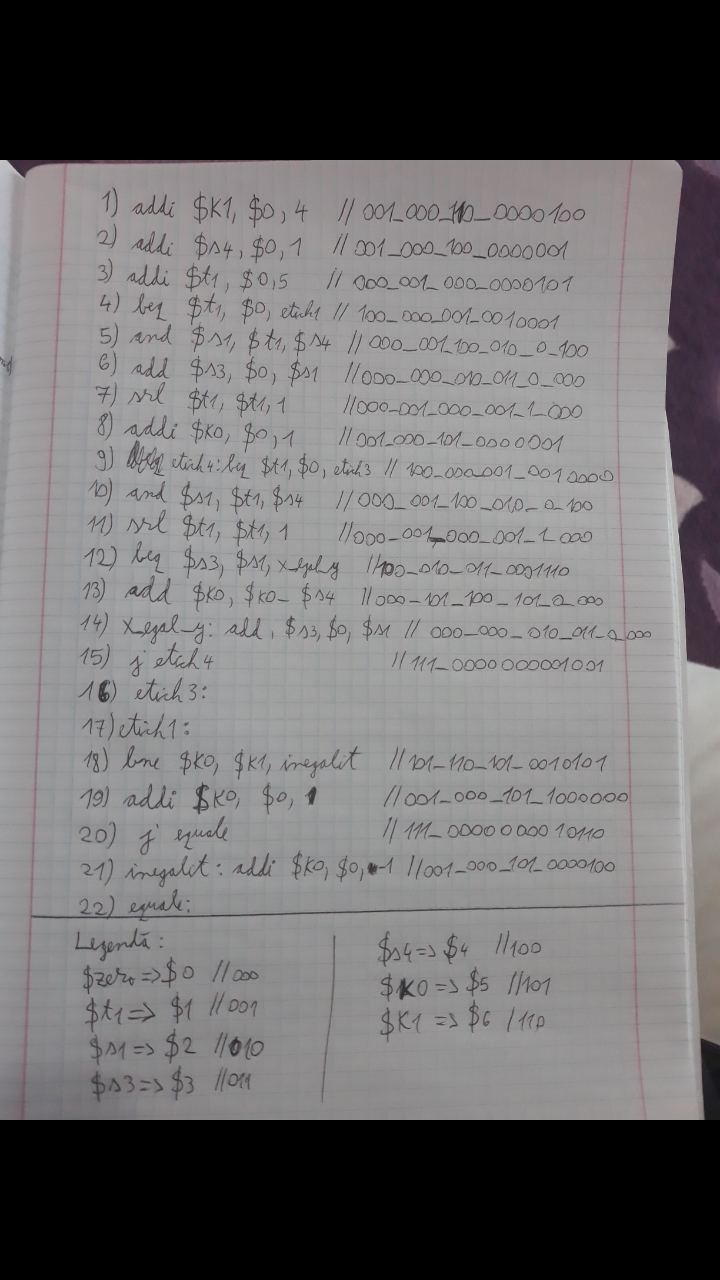 1) addi $K1, $0, 4 // 001_000_110_0000100
2) addi $s4, $0, 1 // 001_000_100_0000001
3) addi $t1, $0,5 // 000_001_000_0000101
4) beq $t1, $0, etich1 // 100_000_001_0010001
5) and $s1, $t1, $s4 // 000_001_100_010_0_100
6) add $s3, $0, $s1 //000_000_010_011_0_000
7) srl $t1, $t1, 1 //000_001_000_001_1_000
8) addi $K0, $0, 1 //001_000_101_0000001
9) etich4: beq $t1, $0, etich3 // 100_000_001_0010000
10) and $s1, $t1, $s4 //000_001_100_010_0_100
11) srl $t1, $t1, 1 //000_001_000_001_1_000
12) beq $s3, $s1, x_egal_y //100_010_011_0001110
13) add $K0, $K0_ $s4 //000_101_100_101_0_000
14) x_egal_y: add, $s3, $0, $s1 // 000_000_010_011_0_000
15) j etich4 // 111_0000000001001
16) etich3:
17) etich1:
18) bne $K0, $K1, inegalit //101_110_101_0010101
19) addi $K0, $0, 1 //001_000_101_1000000
20) j equale //111_0000000010110
21) inegalit: addi $K0, $0, -1 //001_000_101_0000100
22) equale:
Legendă:
$zero => $0 //000
$t1 => $1 //001
$s1 => $2 //010
$s3 => $3 //011
$s4 => $4 //100
$K0 => $5 //101
$K1 => $6 /110